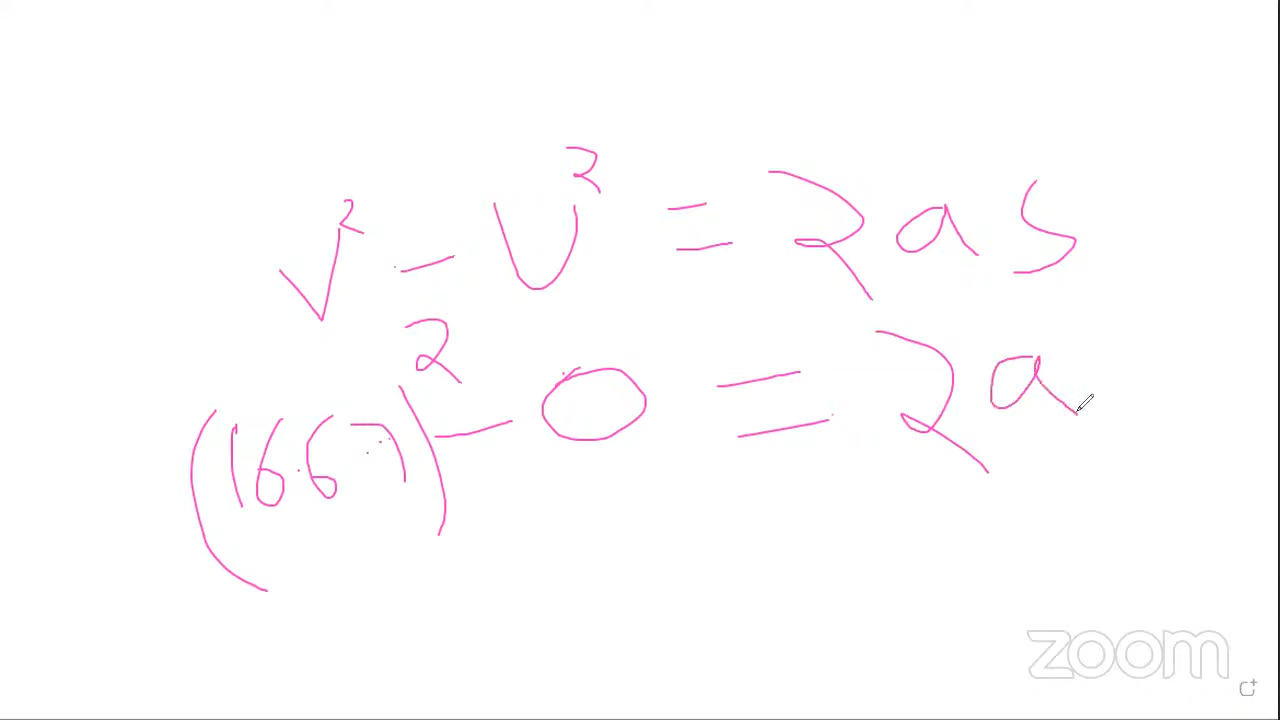 v² - U² = 2as
(16.67)² - 0 = 2a
zoom